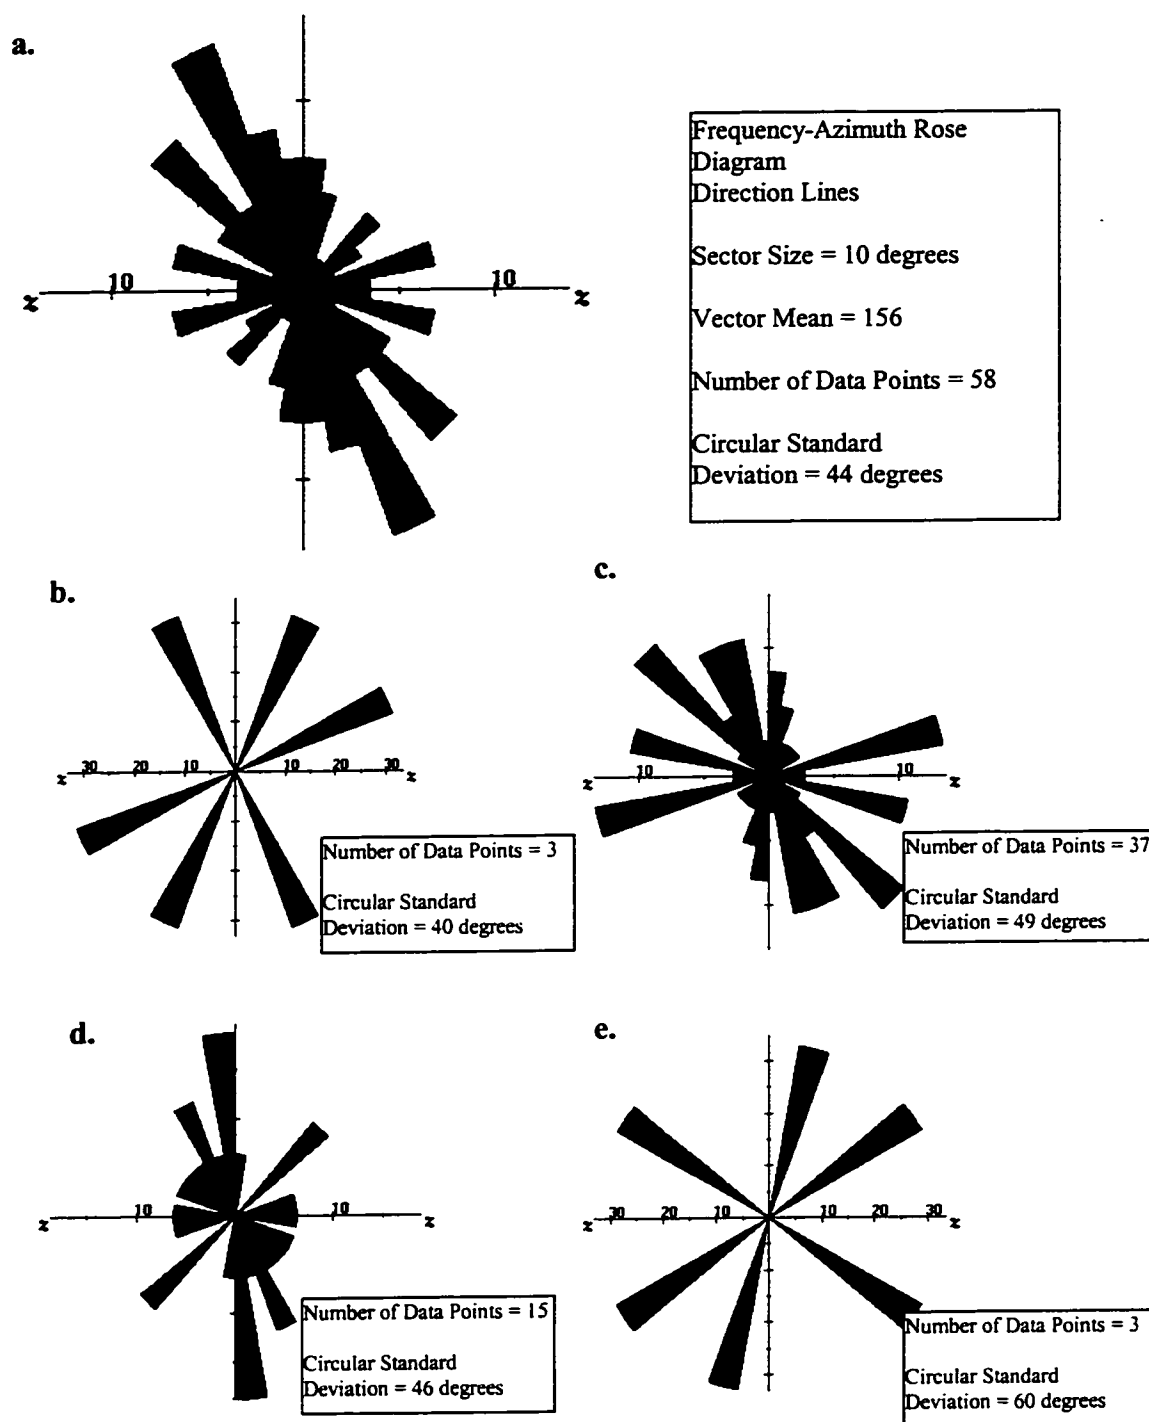 a.
Frequency-Azimuth Rose
Diagram
Direction Lines
Sector Size = 10 degrees
Vector Mean = 156
Number of Data Points = 58
Circular Standard
Deviation = 44 degrees
z 10 10 z
b.
z 30 20 10 10 20 30 z
Number of Data Points = 3
Circular Standard
Deviation = 40 degrees
c.
z 10 10 z
Number of Data Points = 37
Circular Standard
Deviation = 49 degrees
d.
z 10 10 z
Number of Data Points = 15
Circular Standard
Deviation = 46 degrees
e.
z 30 20 10 10 20 30 z
Number of Data Points = 3
Circular Standard
Deviation = 60 degrees